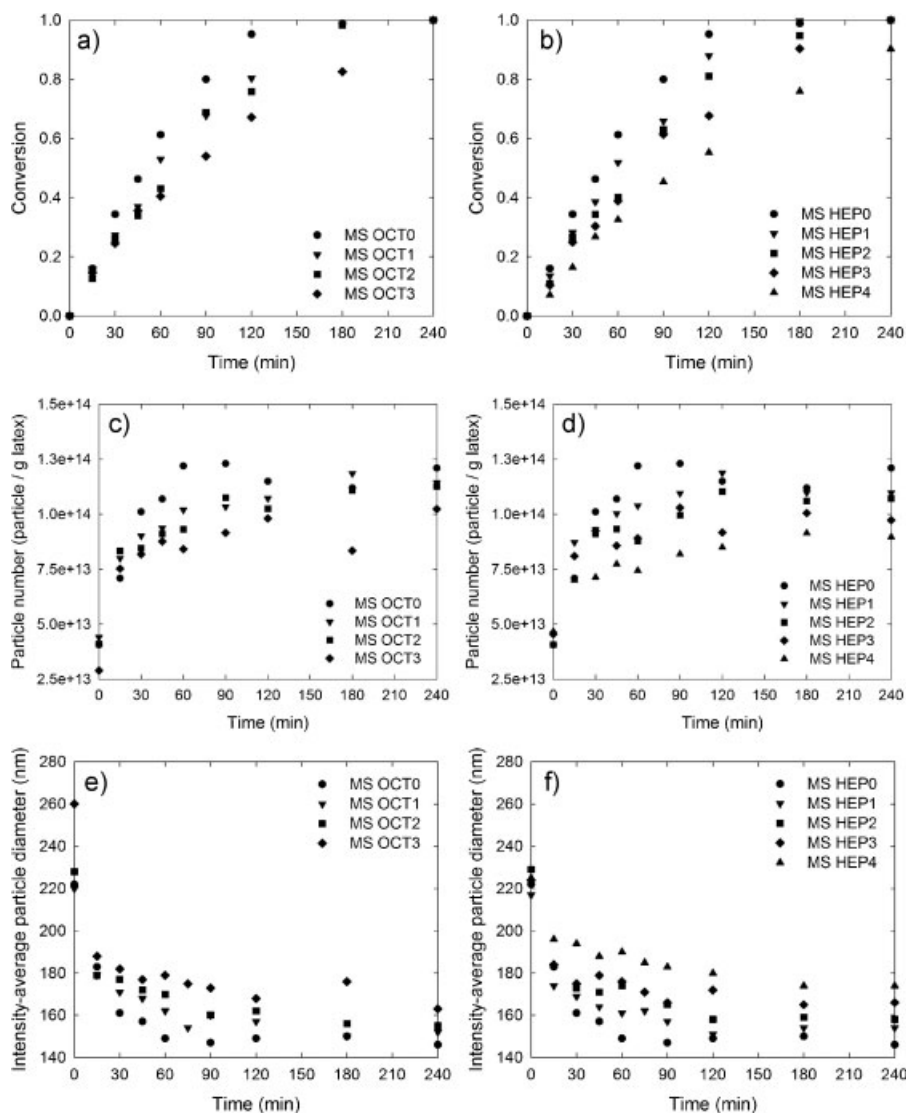 a)
Conversion
1.0
0.8
0.6
0.4
0.2
0.0
MS OCT0
MS OCT1
MS OCT2
MS OCT3
0 30 60 90 120 150 180 210 240
Time (min)
b)
Conversion
1.0
0.8
0.6
0.4
0.2
0.0
MS HEP0
MS HEP1
MS HEP2
MS HEP3
MS HEP4
0 30 60 90 120 150 180 210 240
Time (min)
c)
Particle number (particle / g latex)
1.5e+14
1.3e+14
1.0e+14
7.5e+13
5.0e+13
2.5e+13
MS OCT0
MS OCT1
MS OCT2
MS OCT3
0 30 60 90 120 150 180 210 240
Time (min)
d)
Particle number (particle / g latex)
1.5e+14
1.3e+14
1.0e+14
7.5e+13
5.0e+13
2.5e+13
MS HEP0
MS HEP1
MS HEP2
MS HEP3
MS HEP4
0 30 60 90 120 150 180 210 240
Time (min)
e)
Intensity-average particle diameter (nm)
280
260
240
220
200
180
160
140
MS OCT0
MS OCT1
MS OCT2
MS OCT3
0 30 60 90 120 150 180 210 240
Time (min)
f)
Intensity-average particle diameter (nm)
280
260
240
220
200
180
160
140
MS HEP0
MS HEP1
MS HEP2
MS HEP3
MS HEP4
0 30 60 90 120 150 180 210 240
Time (min)